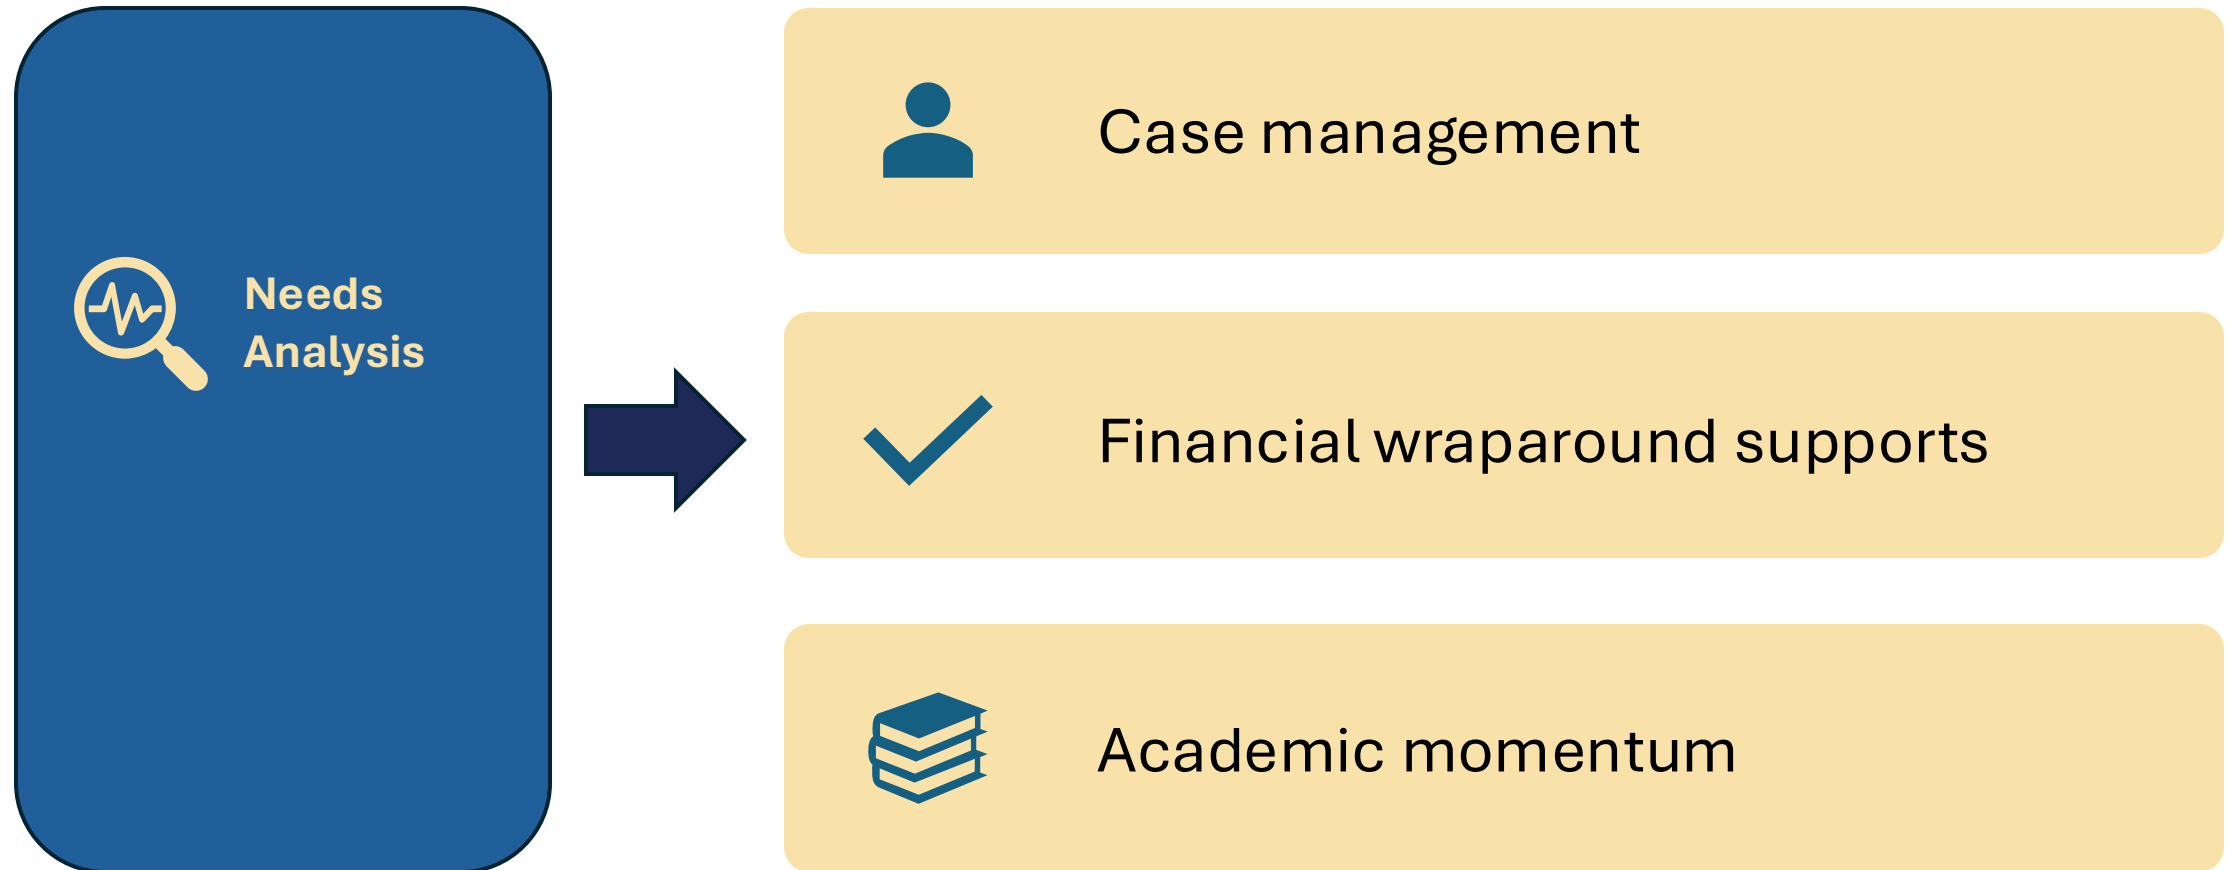 Needs
Analysis
Case management
Financial wraparound supports
Academic momentum